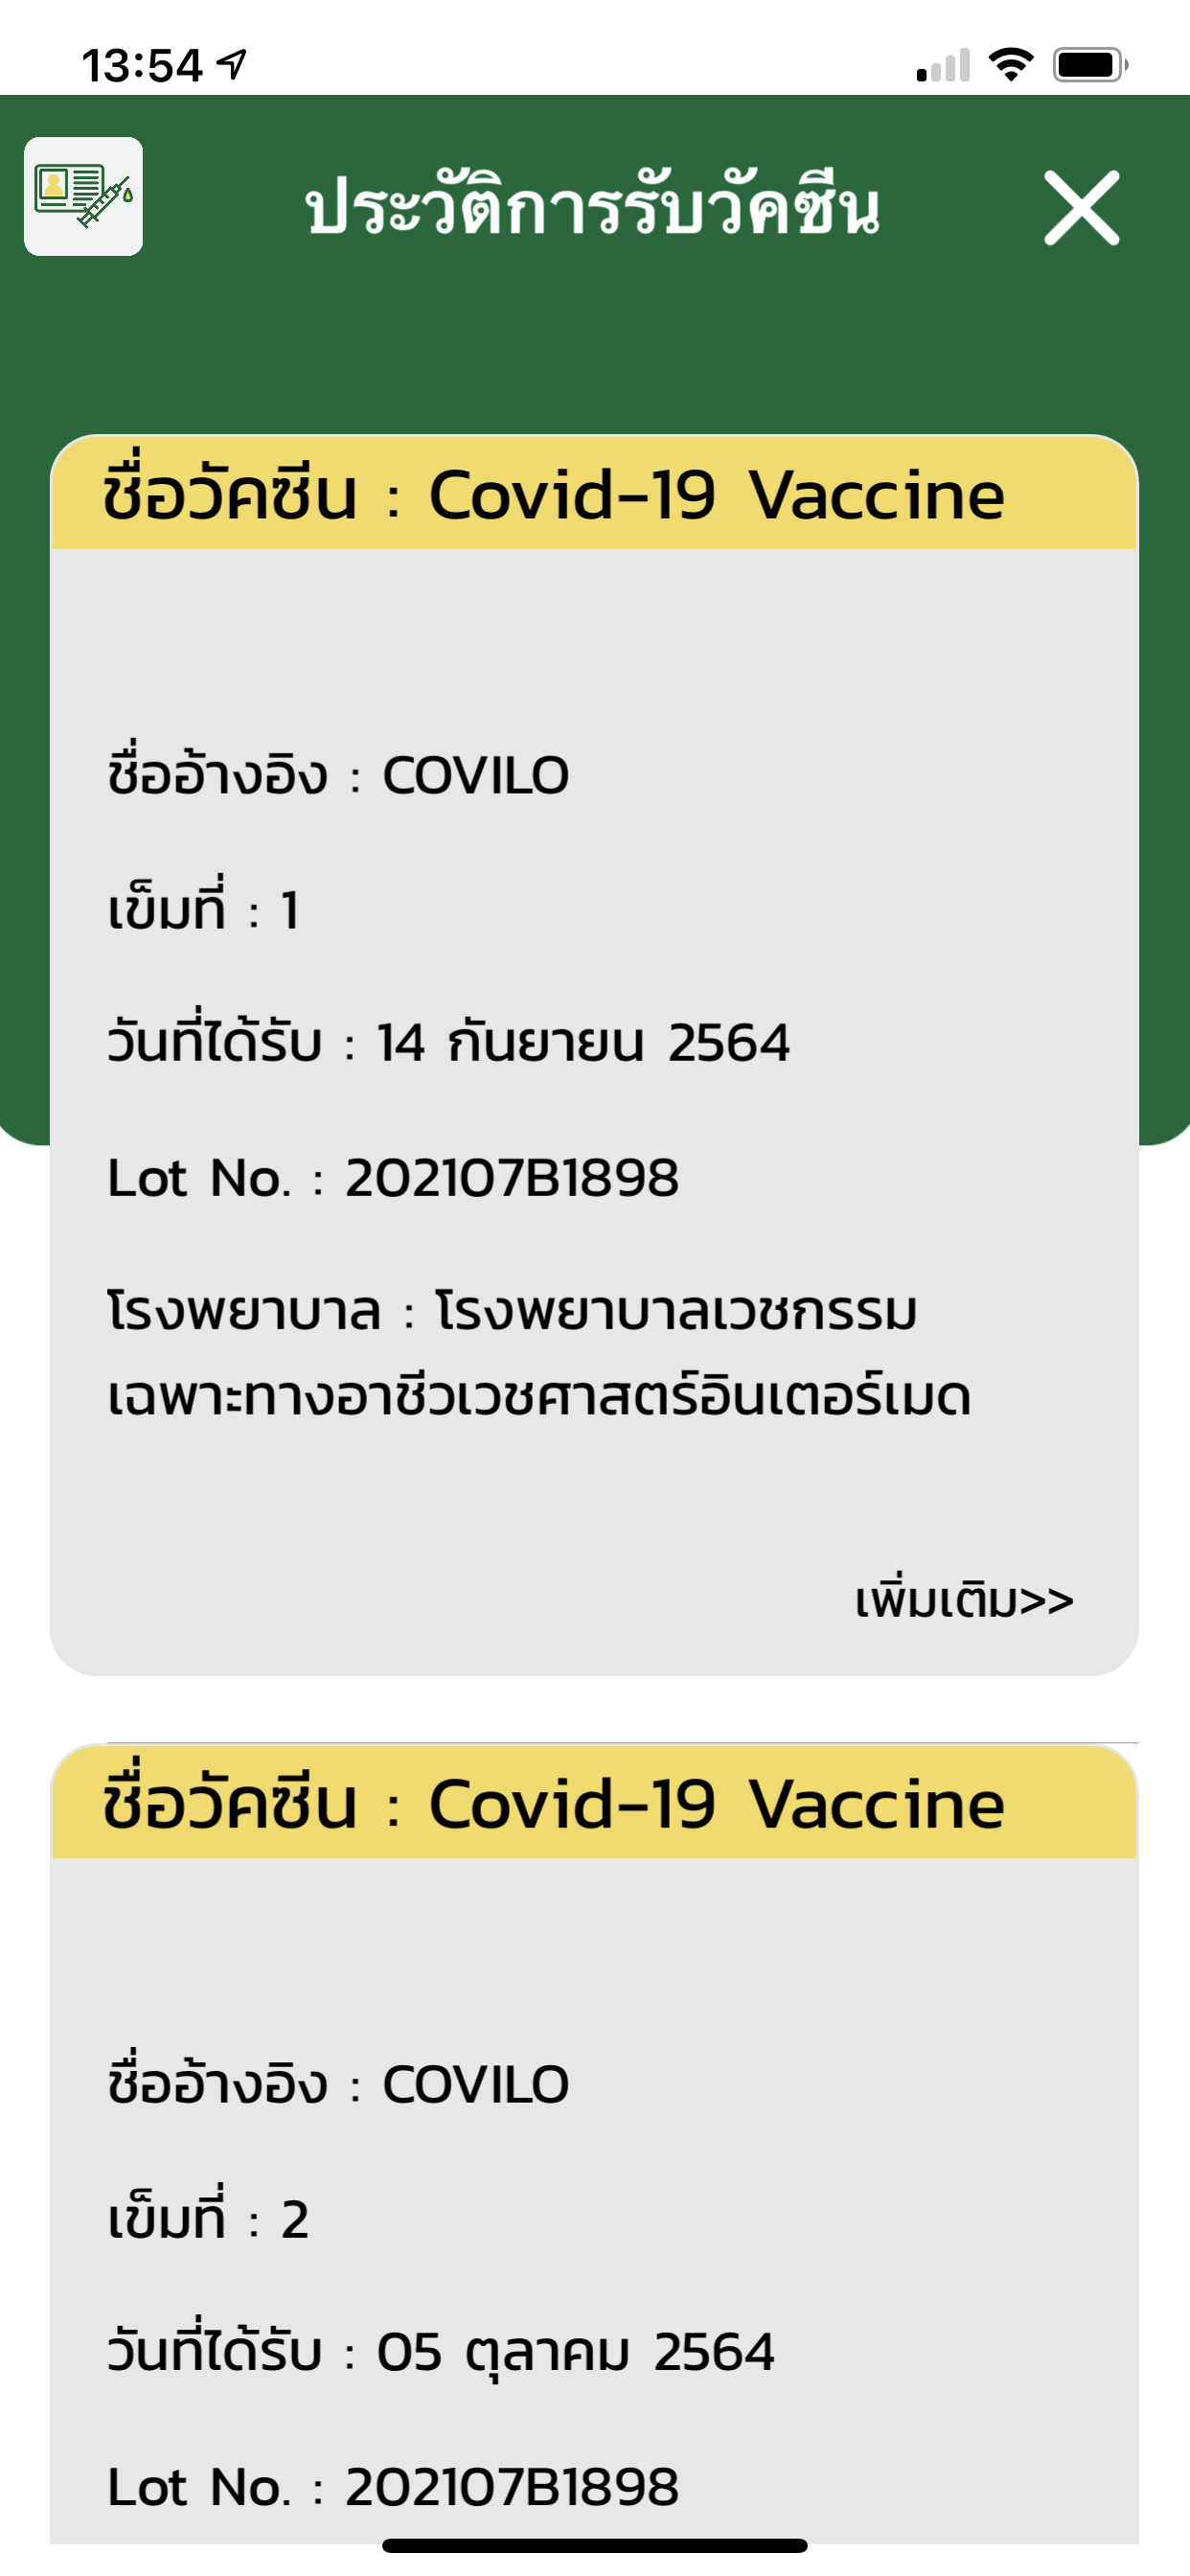 13:54
ประวัติการรับวัคซีน
ชื่อวัคซีน : Covid-19 Vaccine
ชื่ออ้างอิง : COVILO
เข็มที่ : 1
วันที่ได้รับ : 14 กันยายน 2564
Lot No. : 202107B1898
โรงพยาบาล : โรงพยาบาลเวชกรรม
เฉพาะทางอาชีวเวชศาสตร์อินเตอร์เมด
เพิ่มเติม>>
ชื่อวัคซีน : Covid-19 Vaccine
ชื่ออ้างอิง : COVILO
เข็มที่ : 2
วันที่ได้รับ : 05 ตุลาคม 2564
Lot No. : 202107B1898